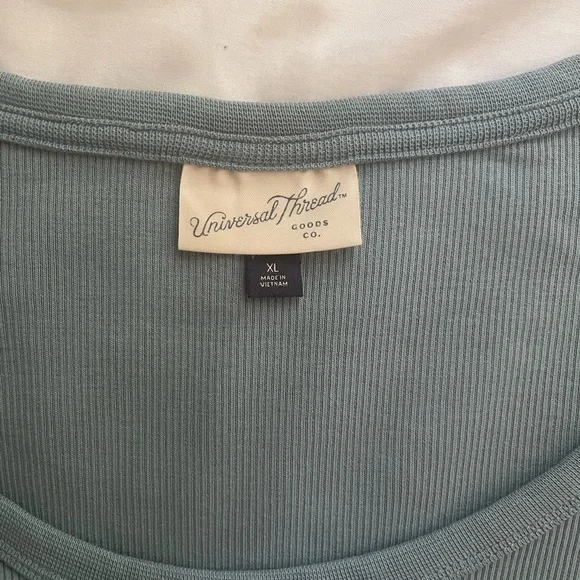 Universal Thread™
GOODS
CO.
XL
MADE IN
VIETNAM